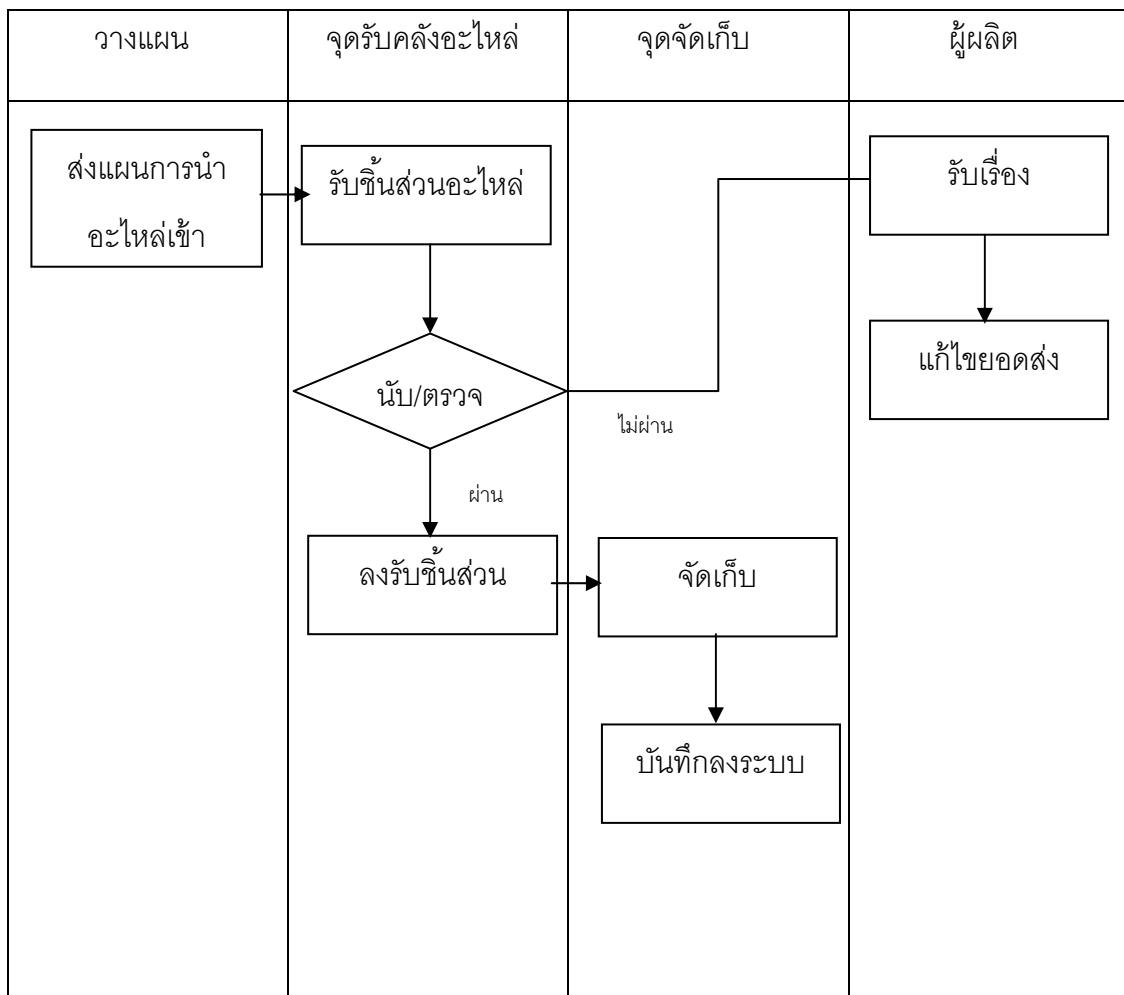 วางแผน
จุดรับคลังอะไหล่
จุดจัดเก็บ
ผู้ผลิต
ส่งแผนการนำ
อะไหล่เข้า
รับชิ้นส่วนอะไหล่
รับเรื่อง
แก้ไขยอดส่ง
นับ/ตรวจ
ไม่ผ่าน
ผ่าน
ลงรับชิ้นส่วน
จัดเก็บ
บันทึกลงระบบ